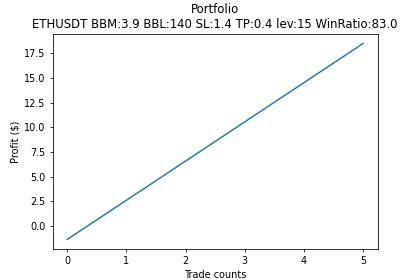 Portfolio
ETHUSDT BBM:3.9 BBL:140 SL:1.4 TP:0.4 lev:15 WinRatio:83.0
17.5
15.0
12.5
10.0
7.5
5.0
2.5
0.0
Profit ($)
0 1 2 3 4 5
Trade counts